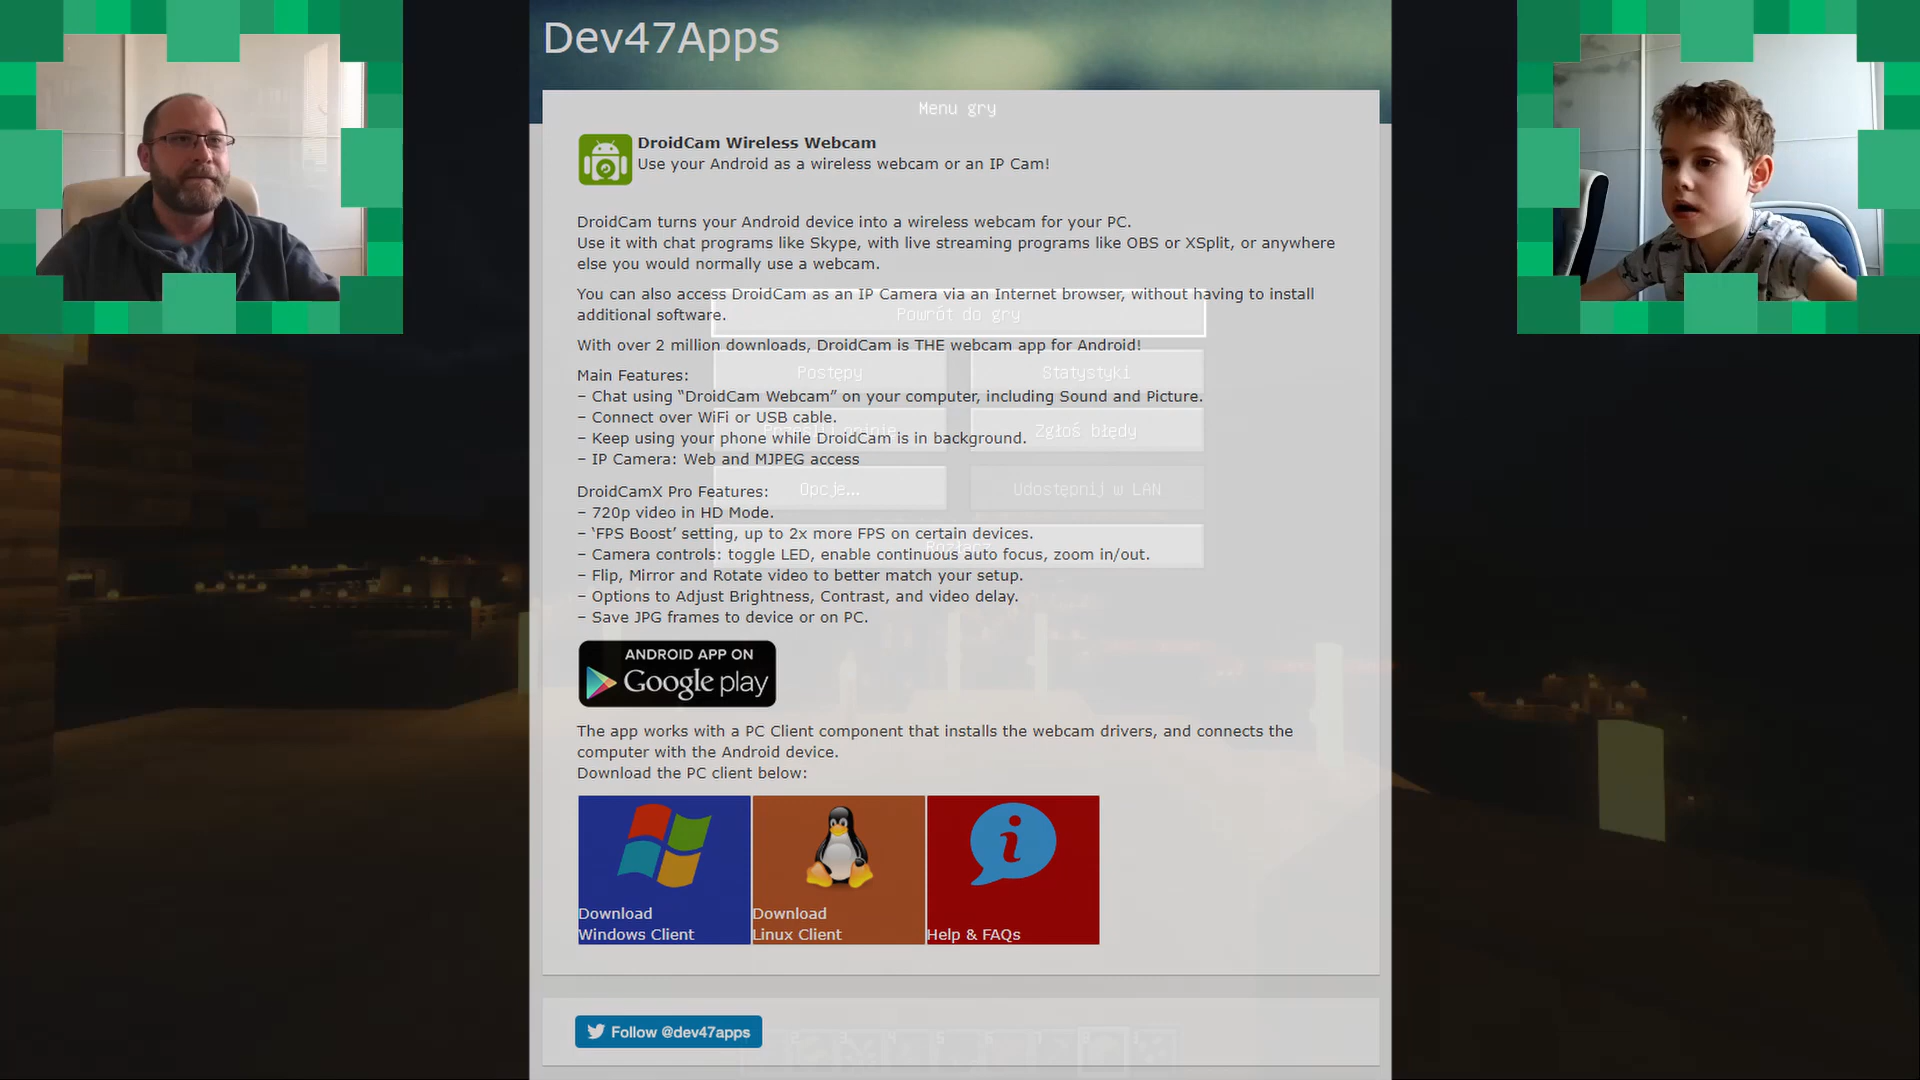 Dev47Apps
Menu gry
DroidCam Wireless Webcam
Use your Android as a wireless webcam or an IP Cam!
DroidCam turns your Android device into a wireless webcam for your PC.
Use it with chat programs like Skype, with live streaming programs like OBS or XSplit, or anywhere
else you would normally use a webcam.
You can also access DroidCam as an IP Camera via an Internet browser, without having to install
additional software.
Powrót do gry
With over 2 million downloads, DroidCam is THE webcam app for Android!
Postępy
Statystyki
Main Features:
– Chat using “DroidCam Webcam” on your computer, including Sound and Picture.
– Connect over WiFi or USB cable.
Zgłoś błędy
– Keep using your phone while DroidCam is in background.
– IP Camera: Web and MJPEG access
Opcje...
Udostępnij w LAN
DroidCamX Pro Features:
– 720p video in HD Mode.
– ‘FPS Boost’ setting, up to 2x more FPS on certain devices.
– Camera controls: toggle LED, enable continuous auto focus, zoom in/out.
– Flip, Mirror and Rotate video to better match your setup.
– Options to Adjust Brightness, Contrast, and video delay.
– Save JPG frames to device or on PC.
ANDROID APP ON
Google play
The app works with a PC Client component that installs the webcam drivers, and connects the
computer with the Android device.
Download the PC client below:
Download
Windows Client
Download
Linux Client
Help & FAQs
Follow @dev47apps